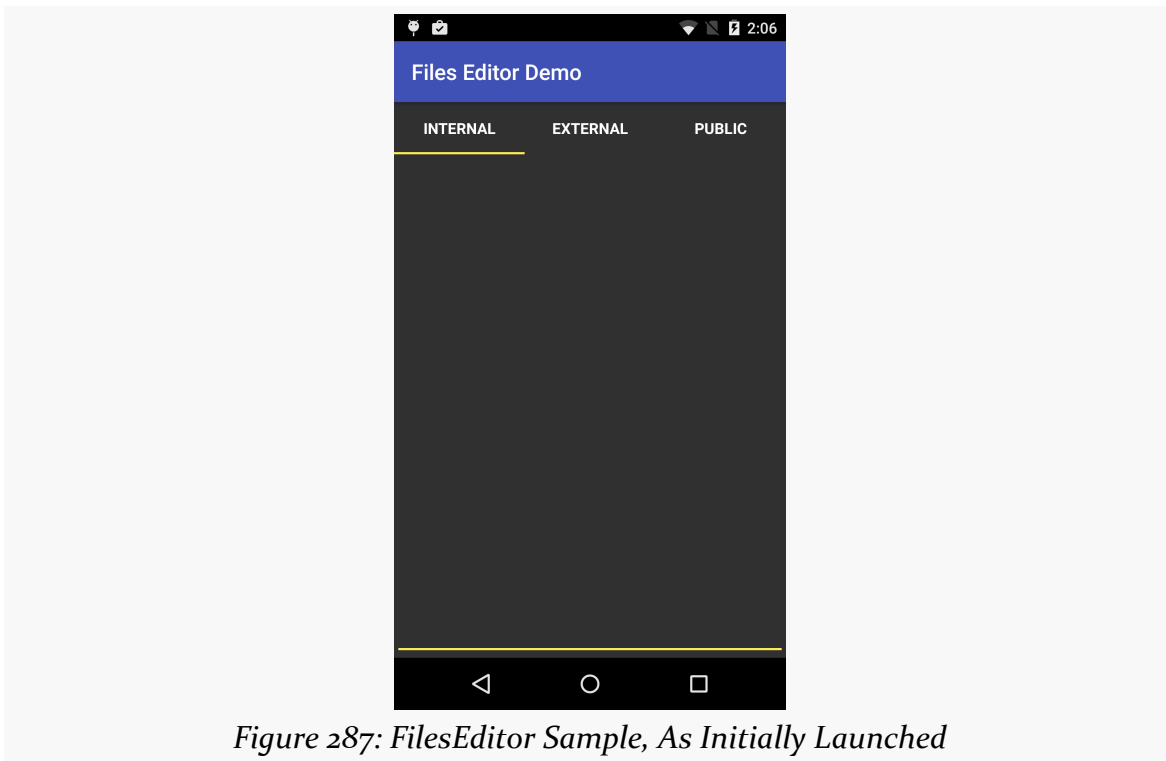 2:06
Files Editor Demo
INTERNAL EXTERNAL PUBLIC
Figure 287: FilesEditor Sample, As Initially Launched